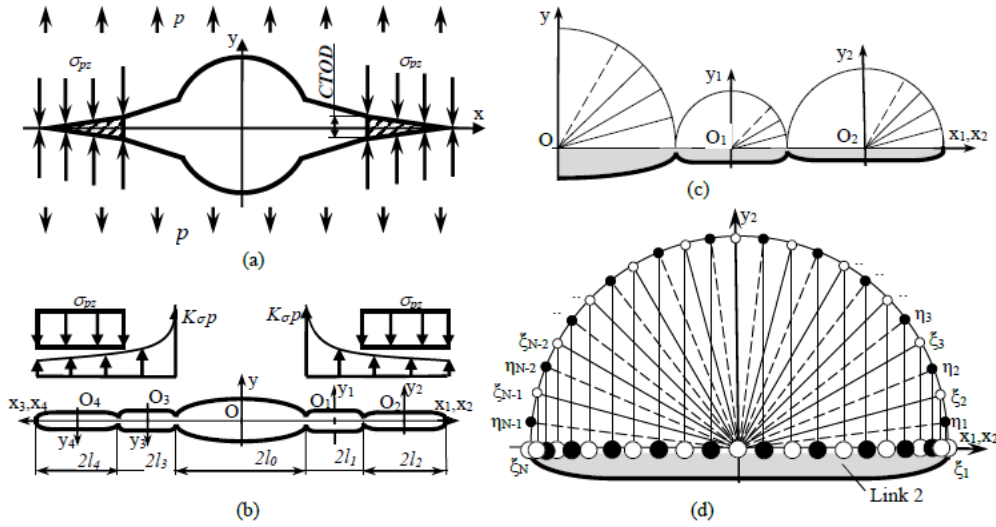 p
y
σpz
CTOD
σpz
x
p
(a)
σpz
Kσp
Kσp
σpz
y
y1
y2
x3,x4
O4
O3
O
O1
O2
x1,x2
y4
y3
2l4
2l3
2l0
2l1
2l2
(b)
y
y1
y2
O
O1
O2
x1,x2
(c)
y2
ξN-2
ηN-2
ξN-1
ηN-1
ξN
η3
ξ3
η2
ξ2
η1
x1,x2
ξ1
Link 2
(d)